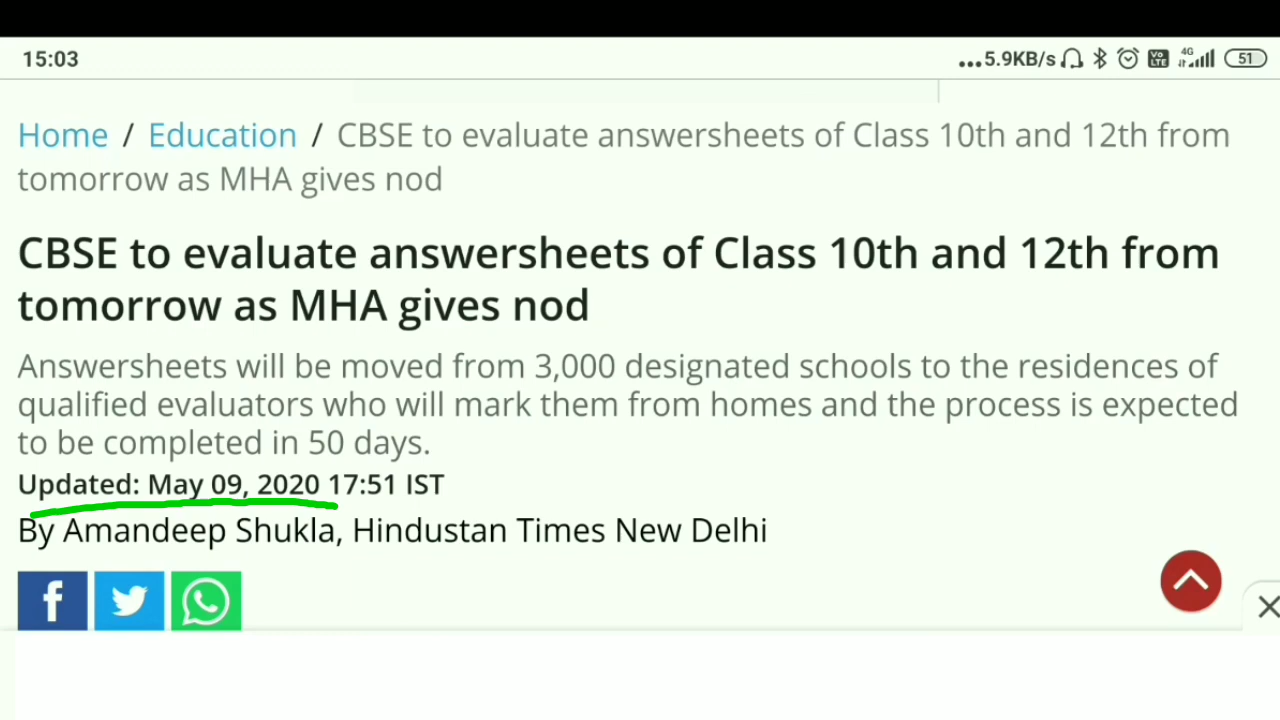 15:03
...5.9KB/s 4G 51
Home / Education / CBSE to evaluate answersheets of Class 10th and 12th from
tomorrow as MHA gives nod
CBSE to evaluate answersheets of Class 10th and 12th from
tomorrow as MHA gives nod
Answersheets will be moved from 3,000 designated schools to the residences of
qualified evaluators who will mark them from homes and the process is expected
to be completed in 50 days.
Updated: May 09, 2020 17:51 IST
By Amandeep Shukla, Hindustan Times New Delhi